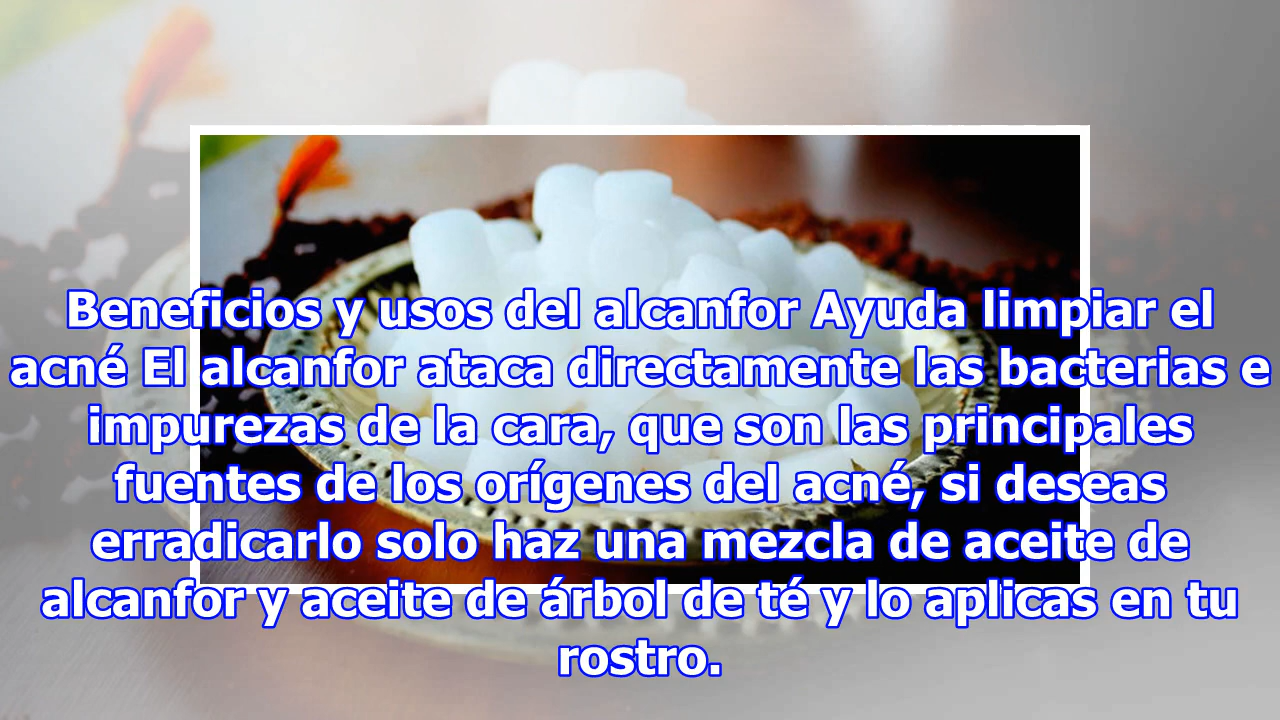 Beneficios y usos del alcanfor Ayuda limpiar el
acné El alcanfor ataca directamente las bacterias e
impurezas de la cara, que son las principales
fuentes de los orígenes del acné, si deseas
erradicarlo solo haz una mezcla de aceite de
alcanfor y aceite de árbol de té y lo aplicas en tu
rostro.